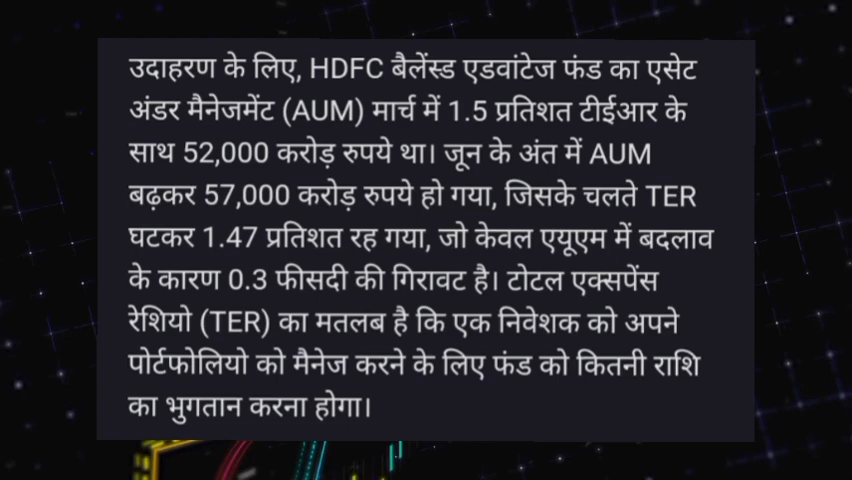 उदाहरण के लिए, HDFC बैलेंस्ड एडवांटेज फंड का एसेट
अंडर मैनेजमेंट (AUM) मार्च में 1.5 प्रतिशत टीईआर के
साथ 52,000 करोड़ रुपये था। जून के अंत में AUM
बढ़कर 57,000 करोड़ रुपये हो गया, जिसके चलते TER
घटकर 1.47 प्रतिशत रह गया, जो केवल एयूएम में बदलाव
के कारण 0.3 फीसदी की गिरावट है। टोटल एक्सपेंस
रेशियो (TER) का मतलब है कि एक निवेशक को अपने
पोर्टफोलियो को मैनेज करने के लिए फंड को कितनी राशि
का भुगतान करना होगा।